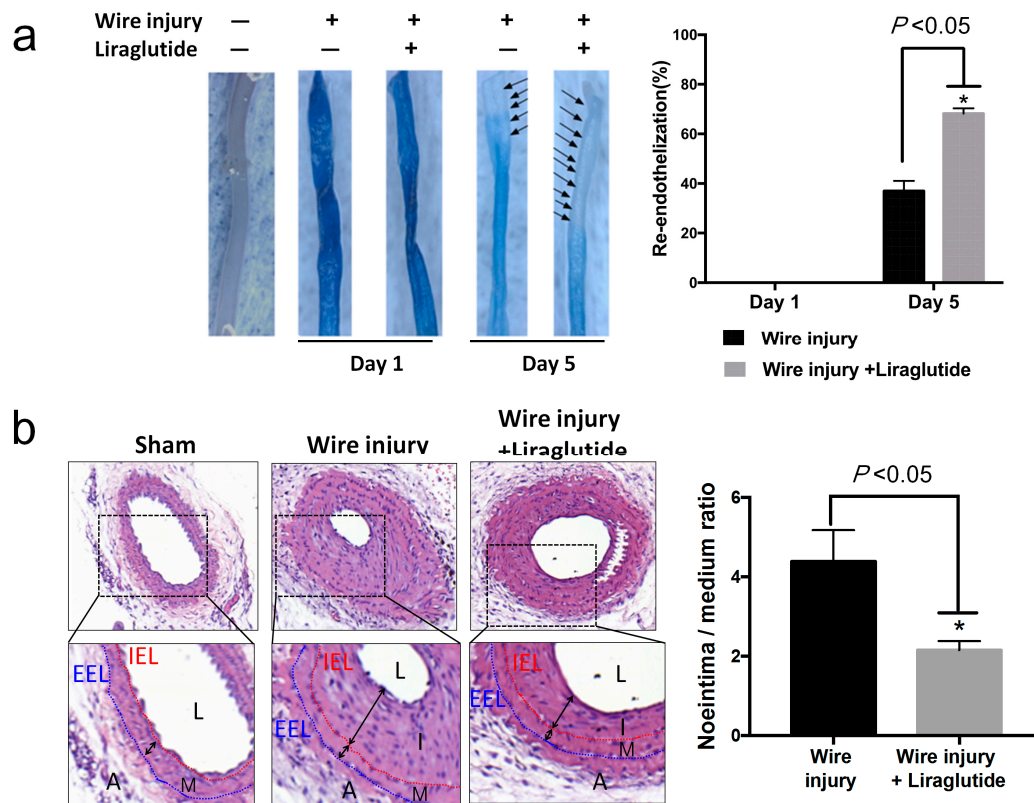 a
Wire injury — + + + +
Liraglutide — — + — +
Day 1 Day 5
P<0.05
*
Re-endothelization(%)
100
80
60
40
20
0
Day 1 Day 5
Wire injury
Wire injury +Liraglutide
b
Sham
Wire injury
Wire injury
+Liraglutide
IEL
EEL
L
M
A
IEL
EEL
L
I
M
A
IEL
EEL
L
I
M
A
P<0.05
*
Noeintima / medium ratio
6
4
2
0
Wire
injury
Wire injury
+ Liraglutide